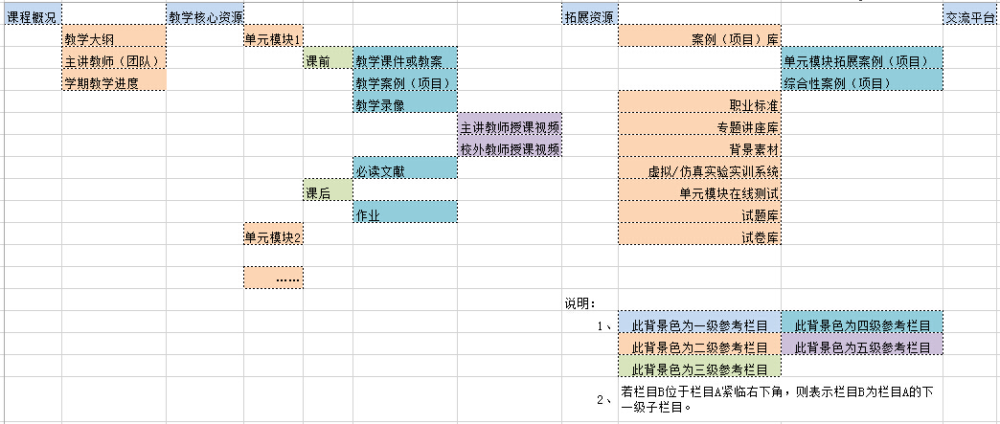 课程概况 教学核心资源 拓展资源 交流平台
教学大纲 单元模块1 案例（项目）库
主讲教师（团队） 课前 教学课件或教案 单元模块拓展案例（项目）
学期教学进度 教学案例（项目） 综合性案例（项目）
教学录像 职业标准
主讲教师授课视频 专题讲座库
校外教师授课视频 背景素材
必读文献 虚拟/仿真实验实训系统
课后 单元模块在线测试
作业 试题库
单元模块2 试卷库
……
说明：
1、 此背景色为一级参考栏目 此背景色为四级参考栏目
此背景色为二级参考栏目 此背景色为五级参考栏目
此背景色为三级参考栏目
2、 若栏目B位于栏目A紧临右下角，则表示栏目B为栏目A的下
一级子栏目。